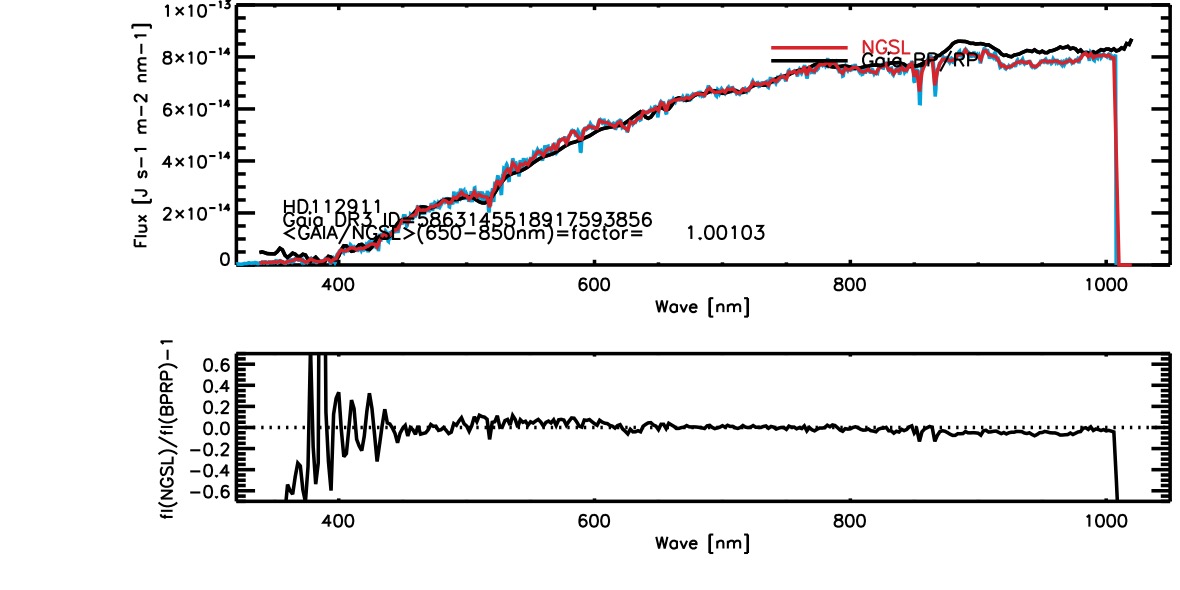 1×10−13
8×10−14
6×10−14
4×10−14
2×10−14
0
Flux [J s−1 m−2 nm−1]
NGSL
Gaia BP/RP
HD112911
Gaia DR3 ID=5863145518917593856
<GAIA/NGSL>(650−850nm)=factor= 1.00103
400 600 800 1000
Wave [nm]
fl(NGSL)/fl(BPRP)−1
0.6
0.4
0.2
0.0
−0.2
−0.4
−0.6
400 600 800 1000
Wave [nm]